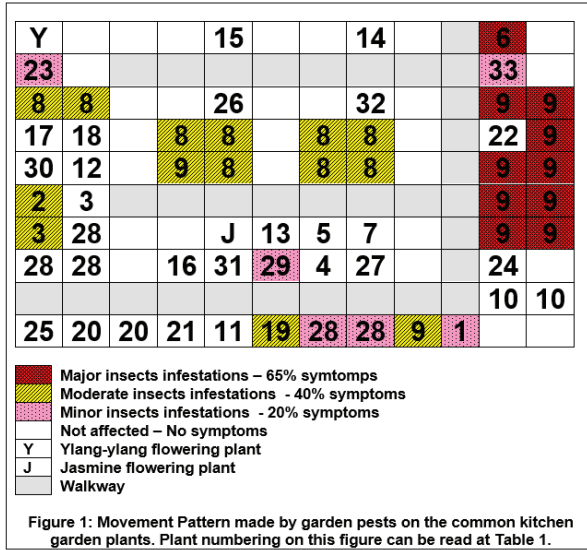 Y 15 14 6
23 33
8 8 26 32 9 9
17 18 8 8 8 8 22 9
30 12 9 8 8 8 9 9
2 3 9 9
3 28 J 13 5 7 9 9
28 28 16 31 29 4 27 24
10 10
25 20 20 21 11 19 28 28 9 1
Major insects infestations – 65% symtomps
Moderate insects infestations - 40% symptoms
Minor insects infestations - 20% symptoms
Not affected – No symptoms
Y Ylang-ylang flowering plant
J Jasmine flowering plant
Walkway
Figure 1: Movement Pattern made by garden pests on the common kitchen
garden plants. Plant numbering on this figure can be read at Table 1.